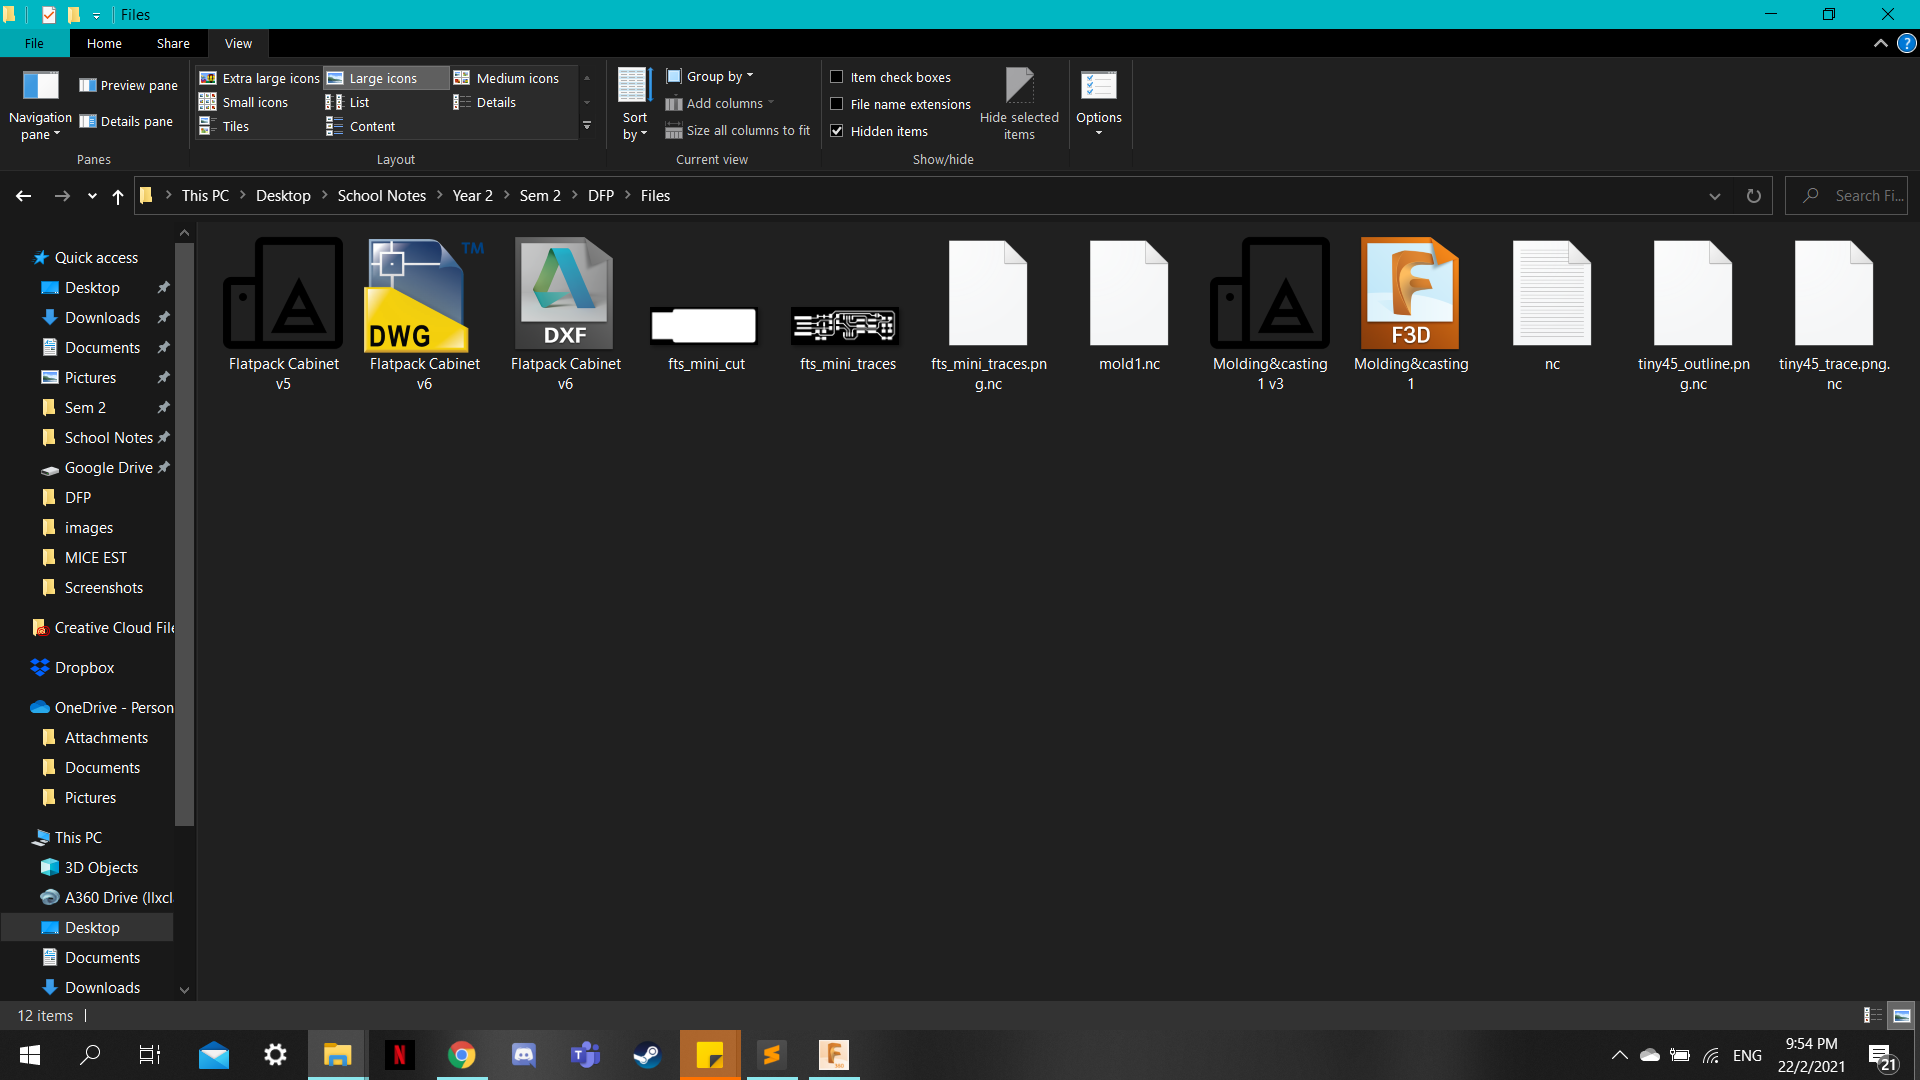 Files
File Home Share View
Navigation pane
Preview pane
Details pane
Panes
Extra large icons Large icons Medium icons
Small icons List Details
Tiles Content
Layout
Sort by
Group by
Add columns
Size all columns to fit
Current view
Item check boxes
File name extensions
Hidden items
Hide selected items
Show/hide
Options
This PC Desktop School Notes Year 2 Sem 2 DFP Files
Search Fi...
Quick access
Desktop
Downloads
Documents
Pictures
Sem 2
School Notes
Google Drive
DFP
images
MICE EST
Screenshots
Creative Cloud File
Dropbox
OneDrive - Person
Attachments
Documents
Pictures
This PC
3D Objects
A360 Drive (llxcl
Desktop
Documents
Downloads
TM
DWG
DXF
F3D
Flatpack Cabinet v5
Flatpack Cabinet v6
Flatpack Cabinet v6
fts_mini_cut
fts_mini_traces
fts_mini_traces.png.nc
mold1.nc
Molding&casting1 v3
Molding&casting1
nc
tiny45_outline.png.nc
tiny45_trace.png.nc
12 items
ENG
9:54 PM
22/2/2021
21